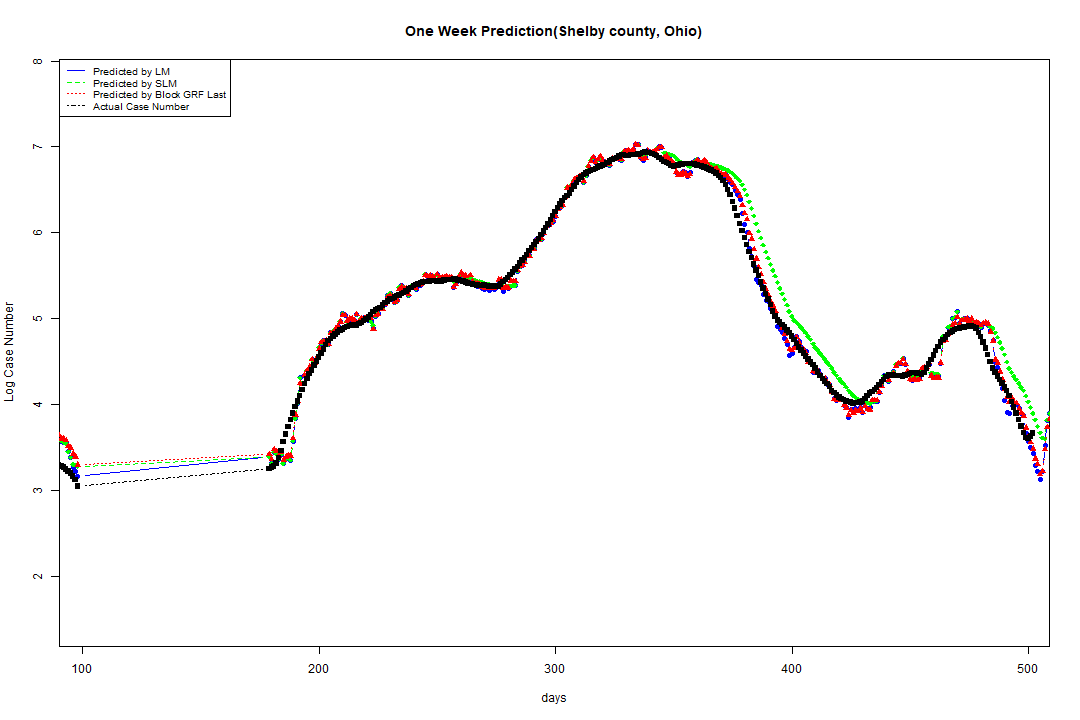 One Week Prediction(Shelby county, Ohio)
Predicted by LM
Predicted by SLM
Predicted by Block GRF Last
Actual Case Number
8
7
6
5
4
3
2
Log Case Number
100 200 300 400 500
days